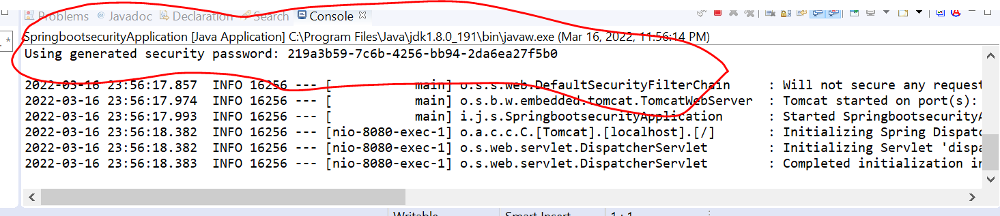 Problems @ Javadoc Declaration Search Console
SpringbootsecurityApplication [Java Application] C:\Program Files\Java\jdk1.8.0_191\bin\javaw.exe (Mar 16, 2022, 11:56:14 PM)
Using generated security password: 219a3b59-7c6b-4256-bb94-2da6ea27f5b0
2022-03-16 23:56:17.857 INFO 16256 --- [ main] o.s.s.web.DefaultSecurityFilterChain : Will not secure any request
2022-03-16 23:56:17.974 INFO 16256 --- [ main] o.s.b.w.embedded.tomcat.TomcatWebServer : Tomcat started on port(s):
2022-03-16 23:56:17.993 INFO 16256 --- [ main] i.j.s.SpringbootsecurityApplication : Started Springbootsecurity
2022-03-16 23:56:18.382 INFO 16256 --- [nio-8080-exec-1] o.a.c.c.C.[Tomcat].[localhost].[/] : Initializing Spring Dispatc
2022-03-16 23:56:18.382 INFO 16256 --- [nio-8080-exec-1] o.s.web.servlet.DispatcherServlet : Initializing Servlet 'dispa
2022-03-16 23:56:18.383 INFO 16256 --- [nio-8080-exec-1] o.s.web.servlet.DispatcherServlet : Completed initialization in
Writable Smart Insert 1 : 1